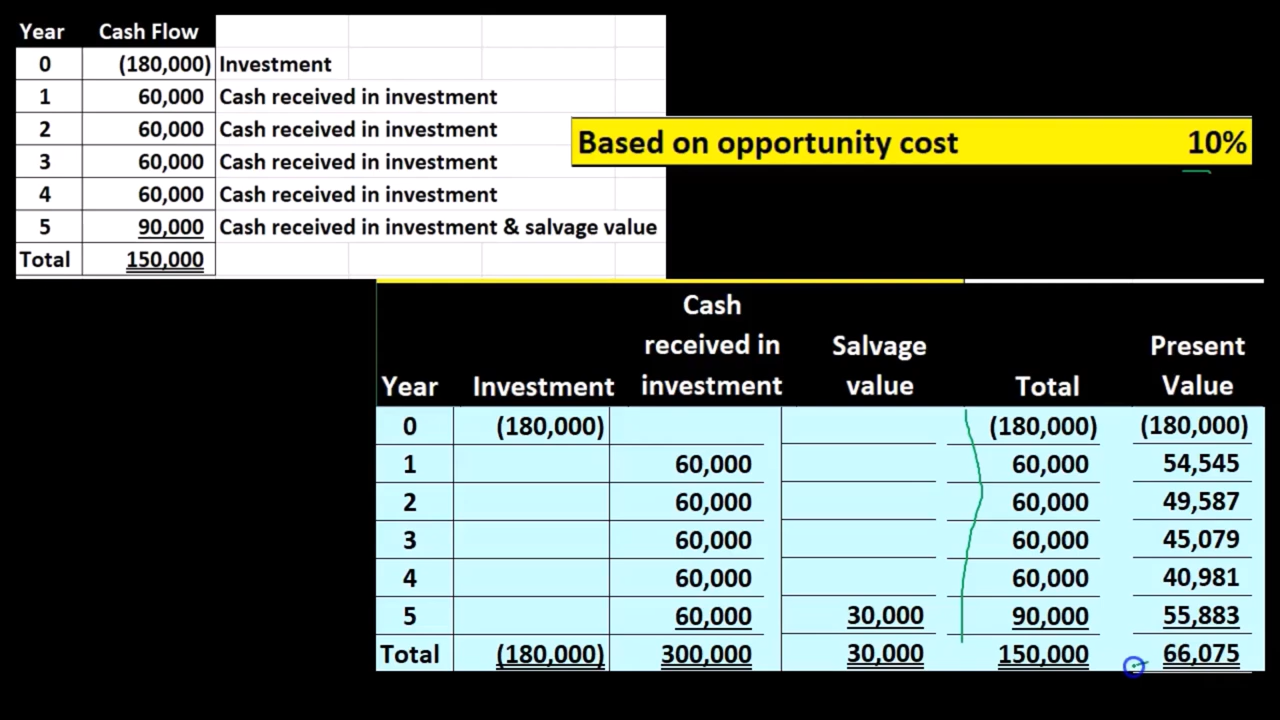 Year Cash Flow
0 (180,000) Investment
1 60,000 Cash received in investment
2 60,000 Cash received in investment
3 60,000 Cash received in investment
4 60,000 Cash received in investment
5 90,000 Cash received in investment & salvage value
Total 150,000
Based on opportunity cost 10%
Cash
received in Salvage Present
Year Investment investment value Total Value
0 (180,000) (180,000) (180,000)
1 60,000 60,000 54,545
2 60,000 60,000 49,587
3 60,000 60,000 45,079
4 60,000 60,000 40,981
5 60,000 30,000 90,000 55,883
Total (180,000) 300,000 30,000 150,000 66,075